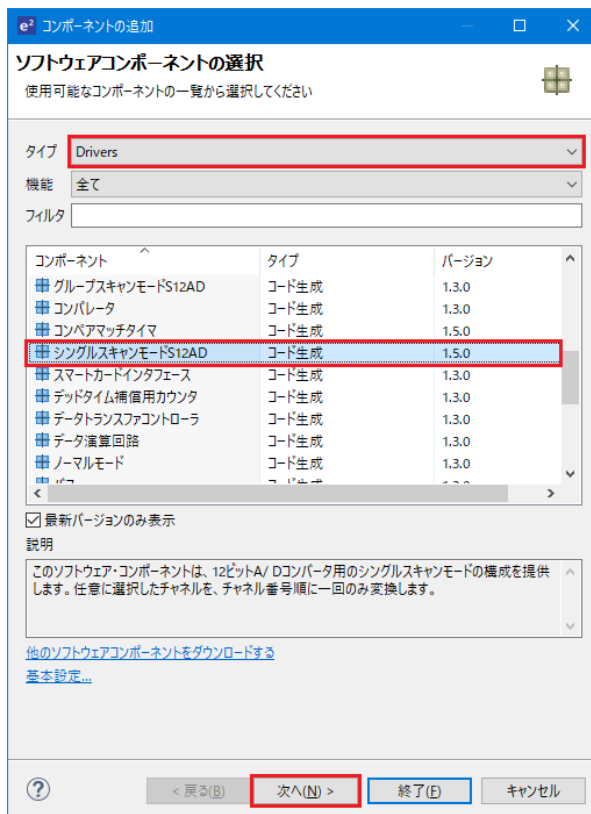 e² コンポーネントの追加
ソフトウェアコンポーネントの選択
使用可能なコンポーネントの一覧から選択してください
タイプ Drivers
機能 全て
フィルタ
コンポーネント タイプ バージョン
グループスキャンモードS12AD コード生成 1.3.0
コンパレータ コード生成 1.3.0
コンペアマッチタイマ コード生成 1.5.0
シングルスキャンモードS12AD コード生成 1.5.0
スマートカードインタフェース コード生成 1.3.0
デッドタイム補償用カウンタ コード生成 1.3.0
データトランスファコントローラ コード生成 1.3.0
データ演算回路 コード生成 1.3.0
ノーマルモード コード生成 1.3.0
最新バージョンのみ表示
説明
このソフトウェア・コンポーネントは、12ビットA/ Dコンバータ用のシングルスキャンモードの構成を提供
します。任意に選択したチャネルを、チャネル番号順に一回のみ変換します。
他のソフトウェアコンポーネントをダウンロードする
基本設定...
? < 戻る(B) 次へ(N) > 終了(F) キャンセル